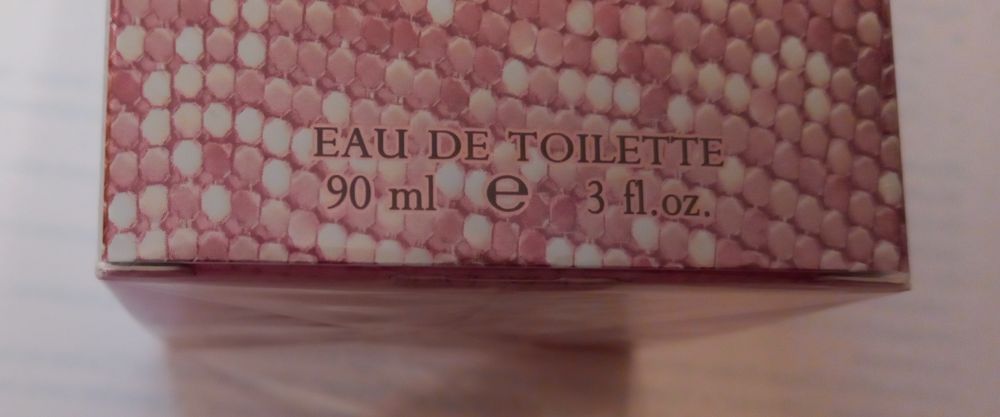 EAU DE TOILETTE
90 ml ℮ 3 fl.oz.